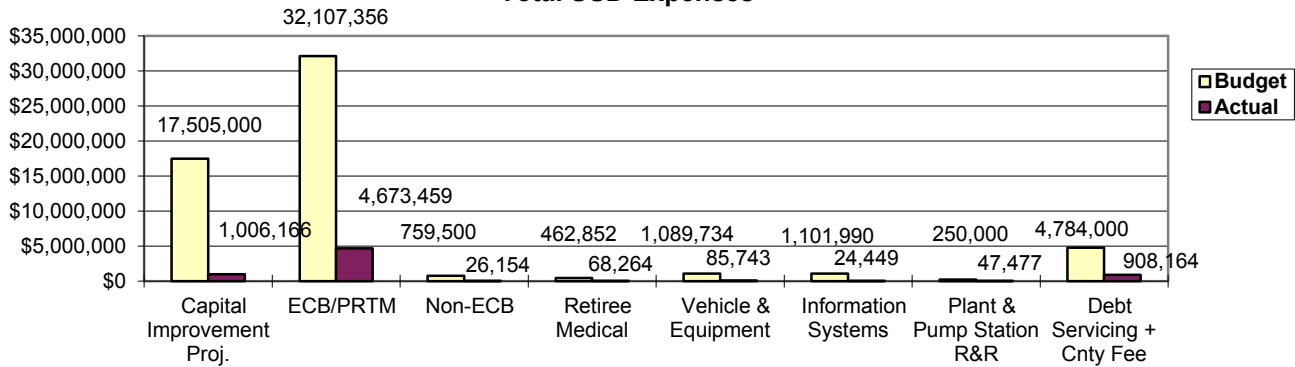 32,107,356
$35,000,000
$30,000,000
$25,000,000
$20,000,000
$15,000,000
$10,000,000
$5,000,000
$0
17,505,000
1,006,166
4,673,459
759,500
26,154
462,852
68,264
1,089,734
85,743
1,101,990
24,449
250,000
47,477
4,784,000
908,164
Budget
Actual
Capital
Improvement
Proj.
ECB/PRTM
Non-ECB
Retiree
Medical
Vehicle &
Equipment
Information
Systems
Plant &
Pump Station
R&R
Debt
Servicing +
Cnty Fee